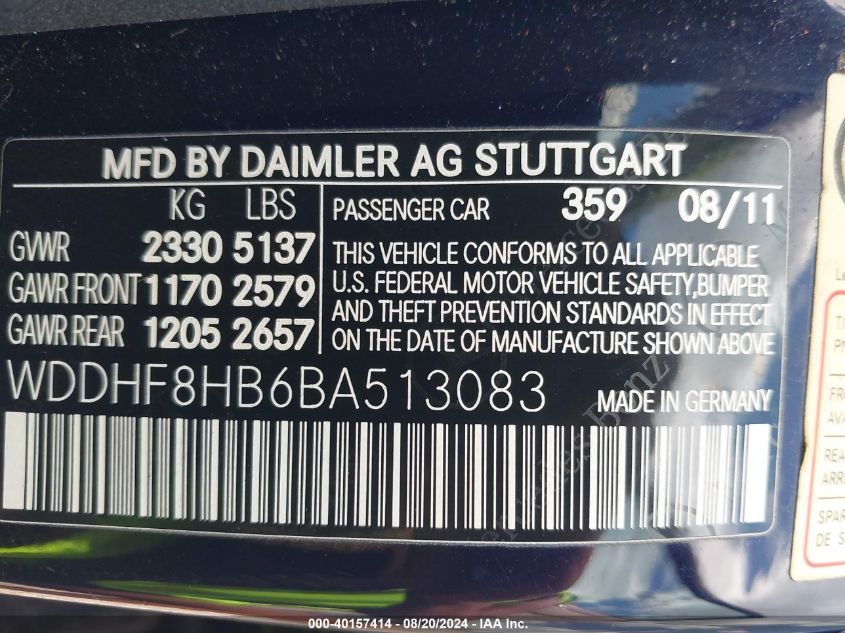 MFD BY DAIMLER AG STUTTGART
KG LBS
PASSENGER CAR 359 08/11
GVWR 2330 5137
GAWR FRONT 1170 2579
GAWR REAR 1205 2657
THIS VEHICLE CONFORMS TO ALL APPLICABLE
U.S. FEDERAL MOTOR VEHICLE SAFETY,BUMPER
AND THEFT PREVENTION STANDARDS IN EFFECT
ON THE DATE OF MANUFACTURE SHOWN ABOVE
WDDHF8HB6BA513083
MADE IN GERMANY
SPAR
DE S
000-40157414 - 08/20/2024 - IAA Inc.